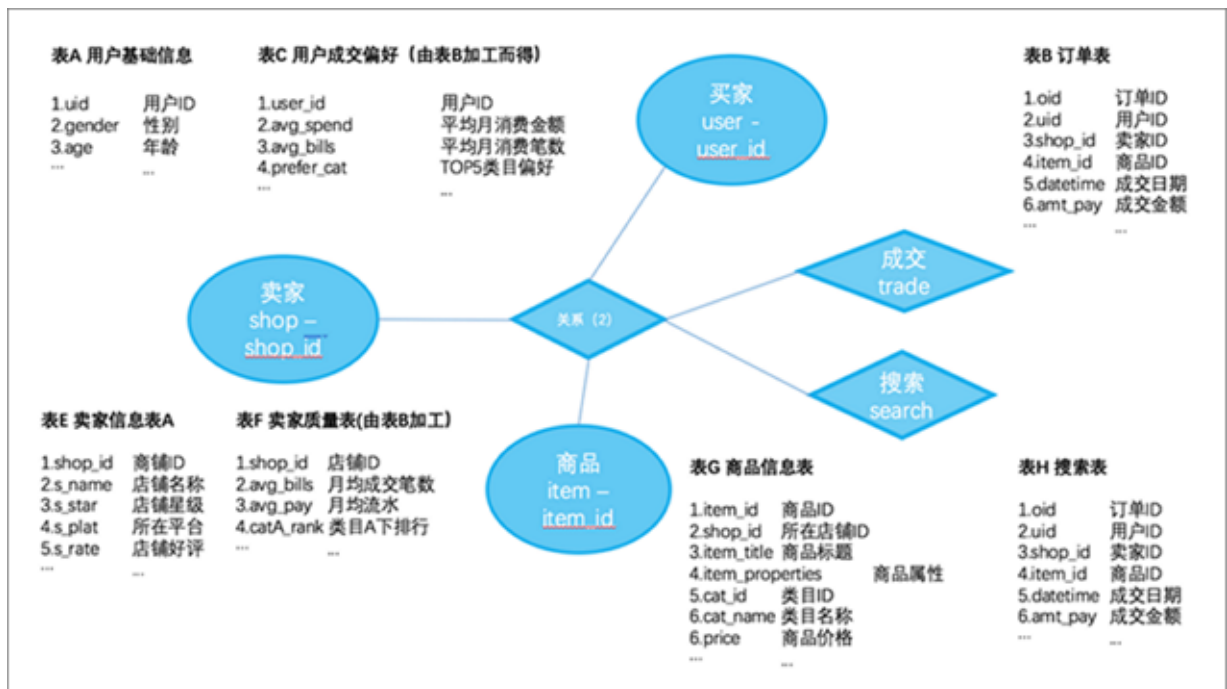 表A 用户基础信息
1.uid 用户ID
2.gender 性别
3.age 年龄
... ...
表C 用户成交偏好（由表B加工而得）
1.user_id 用户ID
2.avg_spend 平均月消费金额
3.avg_bills 平均月消费笔数
4.prefer_cat TOP5类目偏好
... ...
买家
user -
user_id
表B 订单表
1.oid 订单ID
2.uid 用户ID
3.shop_id 卖家ID
4.item_id 商品ID
5.datetime 成交日期
6.amt_pay 成交金额
... ...
卖家
shop –
shop_id
关系（2）
成交
trade
搜索
search
表E 卖家信息表A
1.shop_id 商铺ID
2.s_name 店铺名称
3.s_star 店铺星级
4.s_plat 所在平台
5.s_rate 店铺好评
... ...
表F 卖家质量表(由表B加工）
1.shop_id 店铺ID
2.avg_bills 月均成交笔数
3.avg_pay 月均流水
4.catA_rank 类目A下排行
... ...
商品
item –
item_id
表G 商品信息表
1.item_id 商品ID
2.shop_id 所在店铺ID
3.item_title 商品标题
4.item_properties 商品属性
5.cat_id 类目ID
6.cat_name 类目名称
6.price 商品价格
... ...
表H 搜索表
1.oid 订单ID
2.uid 用户ID
3.shop_id 卖家ID
4.item_id 商品ID
5.datetime 成交日期
6.amt_pay 成交金额
... ...